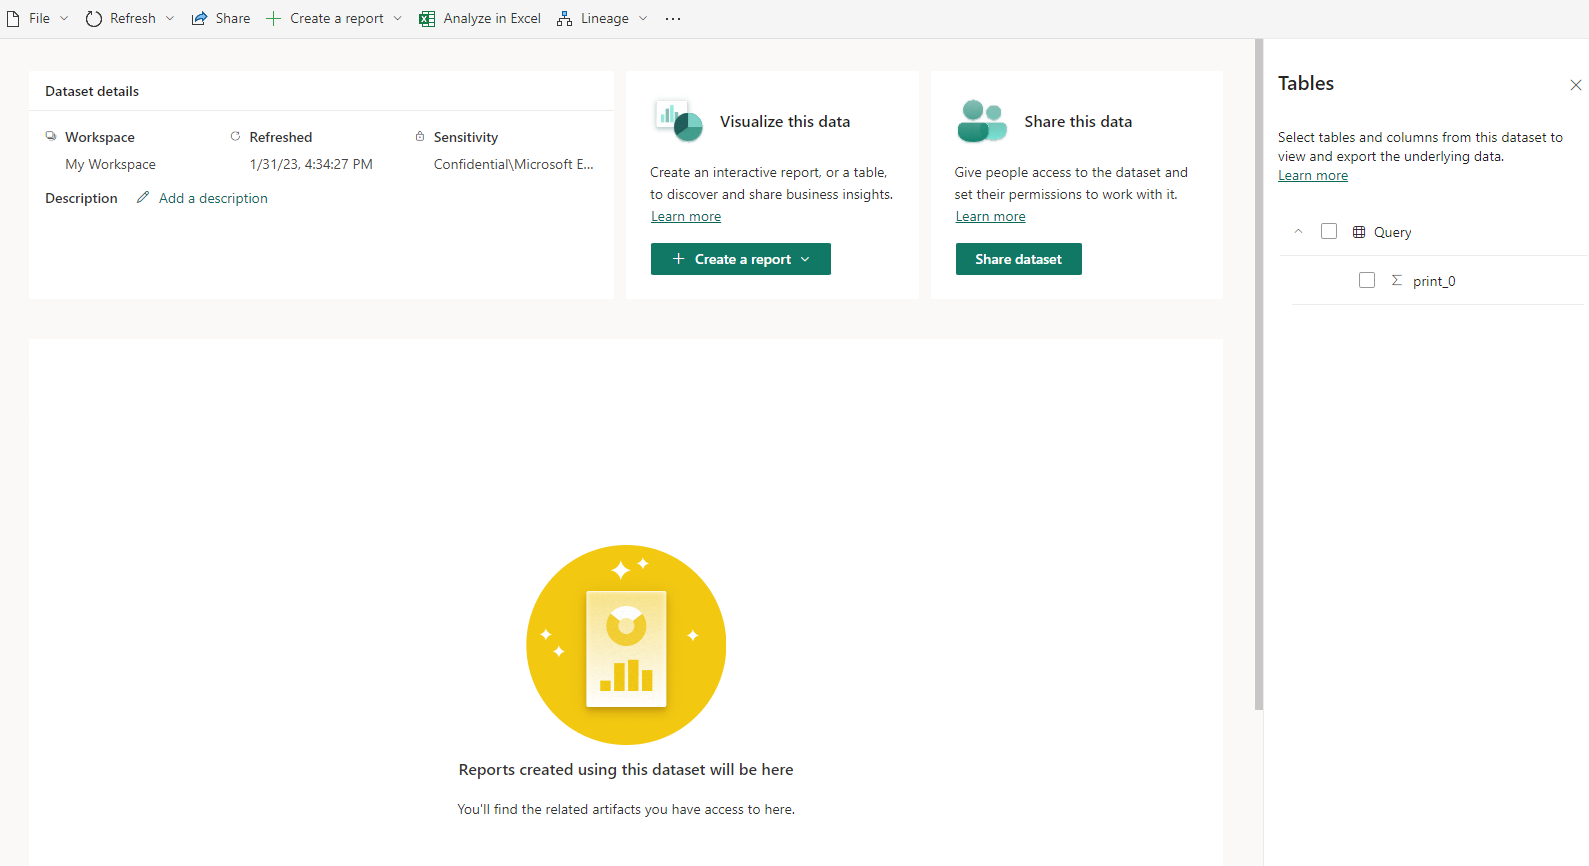 File Refresh Share Create a report Analyze in Excel Lineage ...
Dataset details
Workspace Refreshed Sensitivity
My Workspace 1/31/23, 4:34:27 PM Confidential\Microsoft E...
Description Add a description
Visualize this data
Create an interactive report, or a table,
to discover and share business insights.
Learn more
Create a report
Share this data
Give people access to the dataset and
set their permissions to work with it.
Learn more
Share dataset
Reports created using this dataset will be here
You'll find the related artifacts you have access to here.
Tables
Select tables and columns from this dataset to
view and export the underlying data.
Learn more
Query
print_0